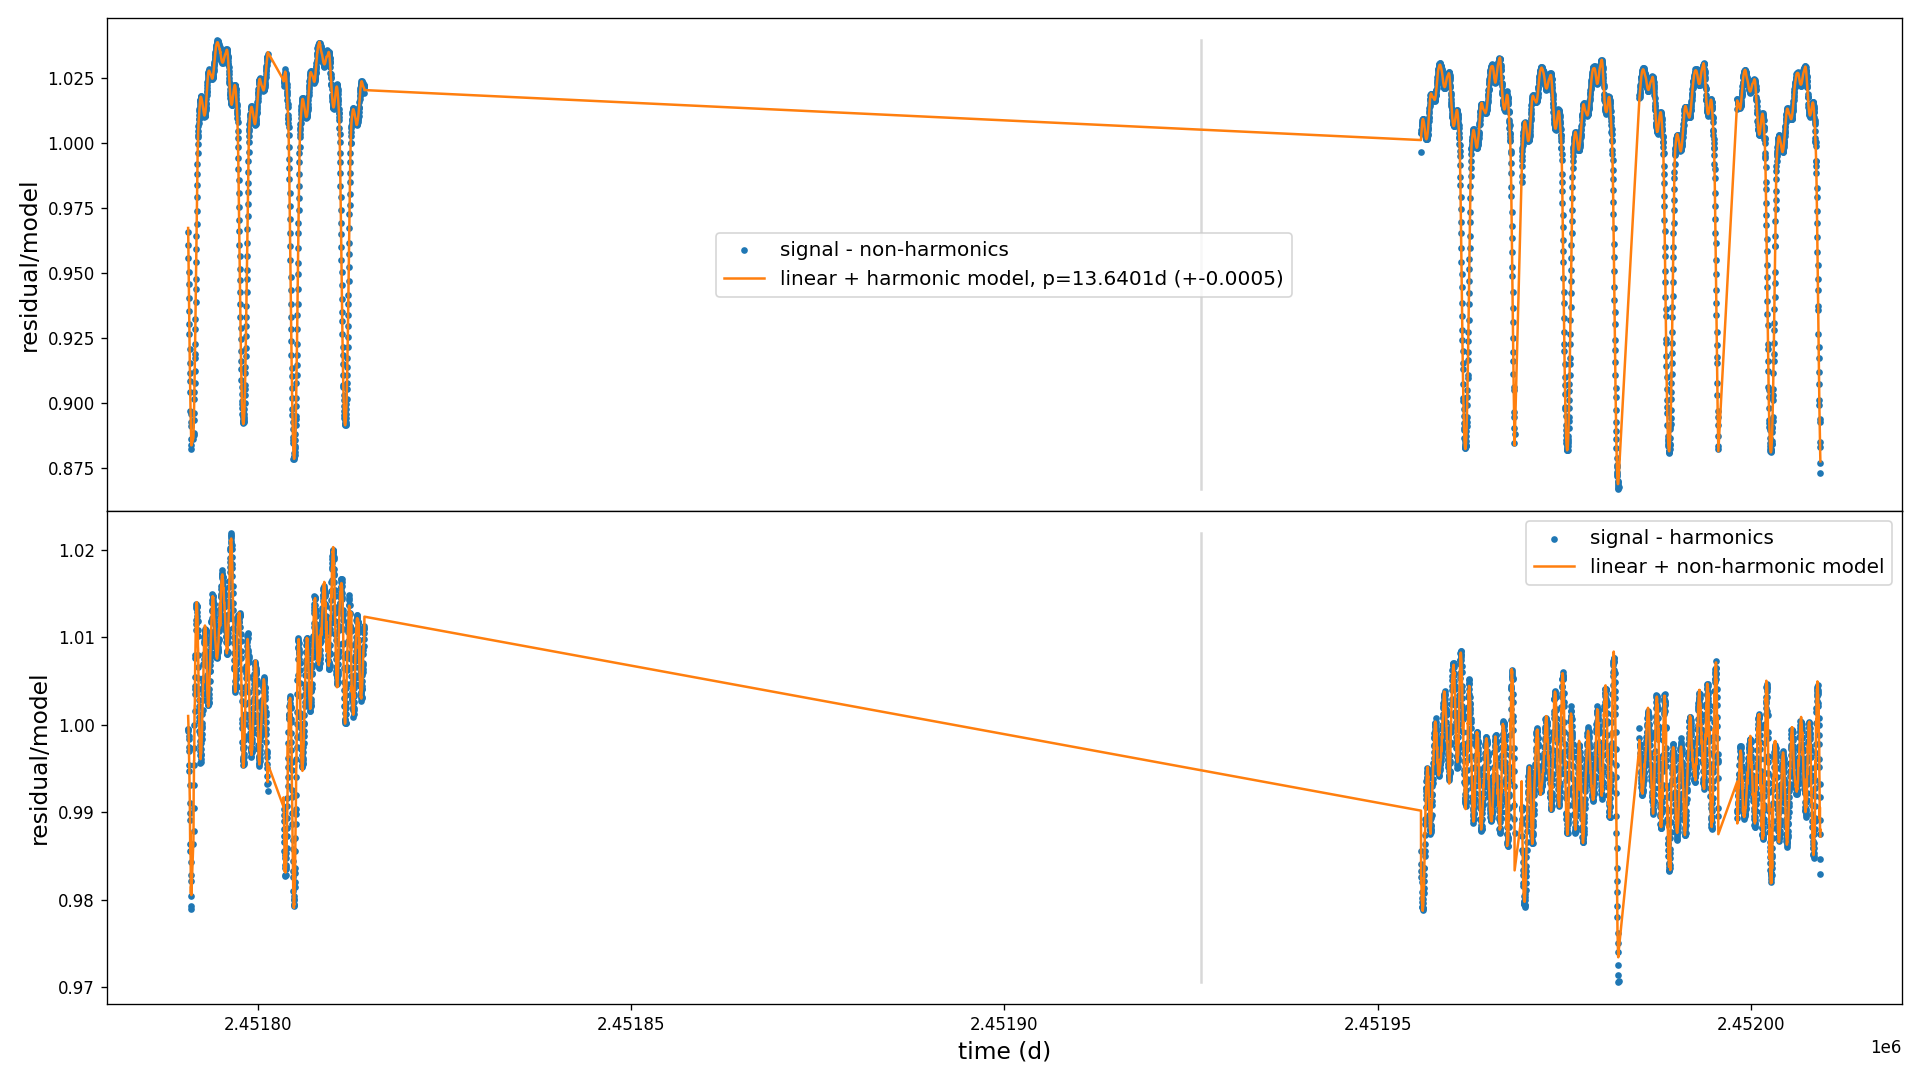 1.025
1.000
0.975
0.950
0.925
0.900
0.875
residual/model
signal - non-harmonics
linear + harmonic model, p=13.6401d (+-0.0005)
1.02
1.01
1.00
0.99
0.98
0.97
residual/model
signal - harmonics
linear + non-harmonic model
2.45180 2.45185 2.45190 2.45195 2.45200
time (d)
1e6